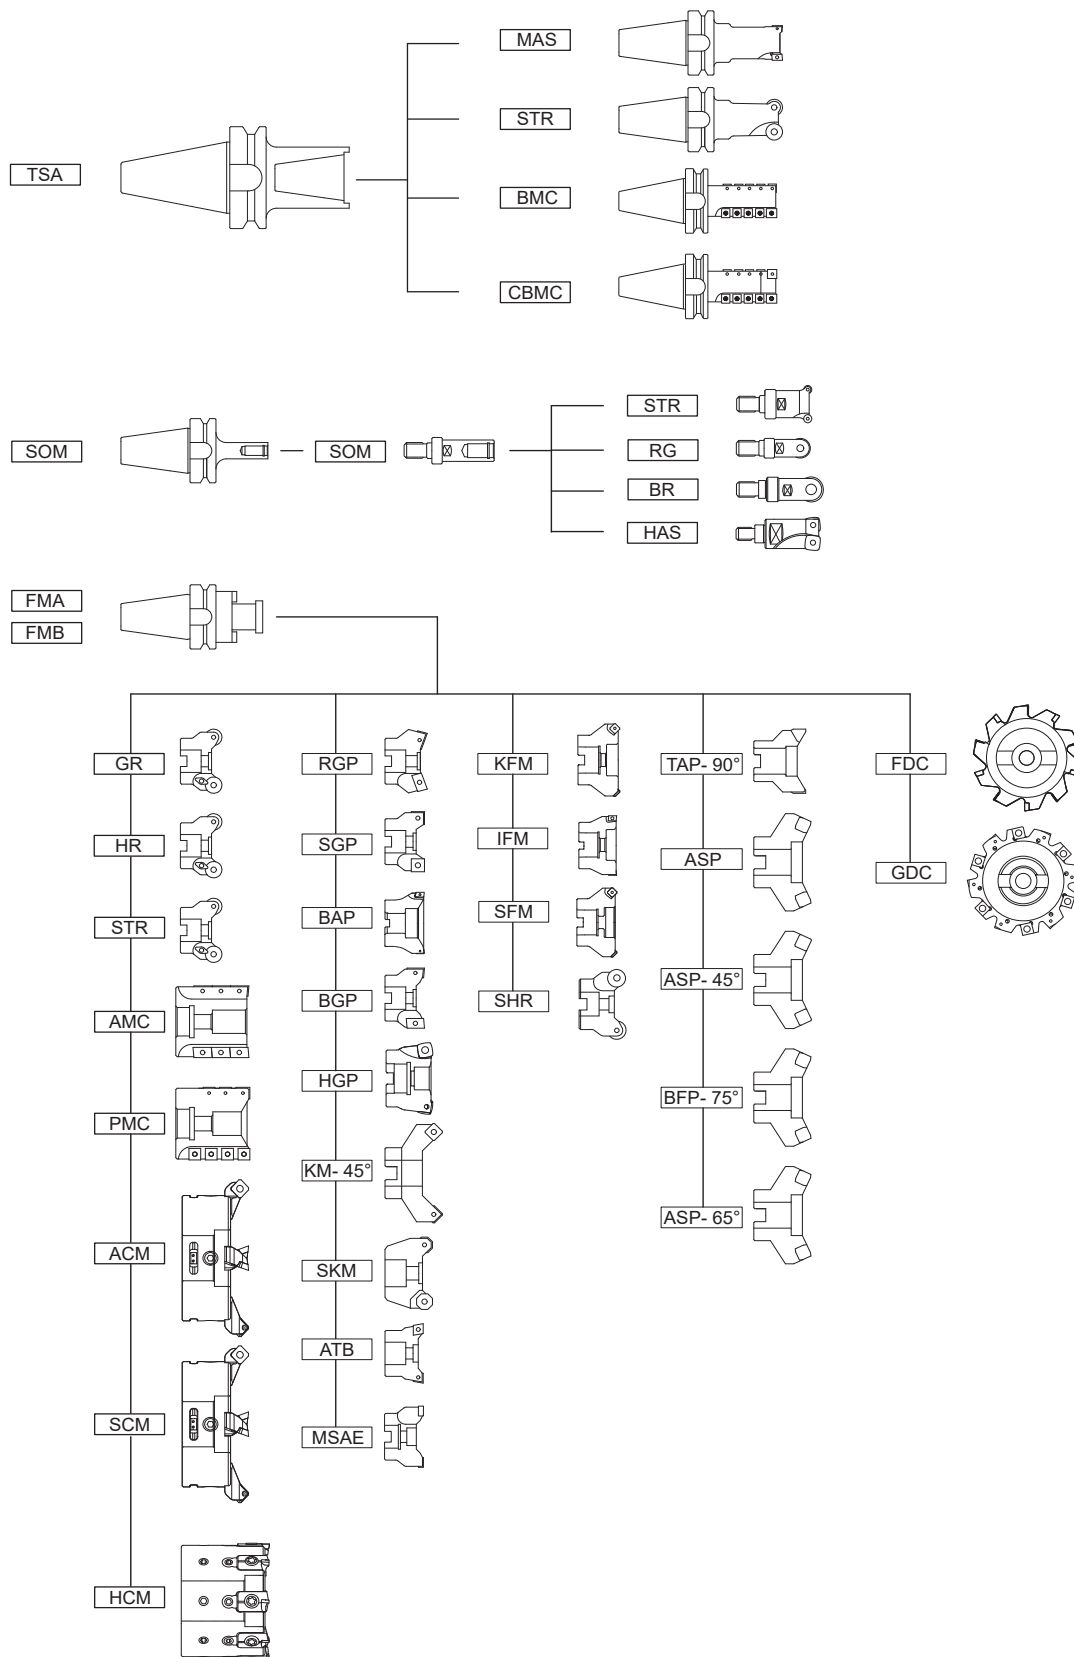 TSA
MAS
STR
BMC
CBMC
SOM
SOM
STR
RG
BR
HAS
FMA
FMB
GR
HR
STR
AMC
PMC
ACM
SCM
HCM
RGP
SGP
BAP
BGP
HGP
KM- 45°
SKM
ATB
MSAE
KFM
IFM
SFM
SHR
TAP- 90°
ASP
ASP- 45°
BFP- 75°
ASP- 65°
FDC
GDC